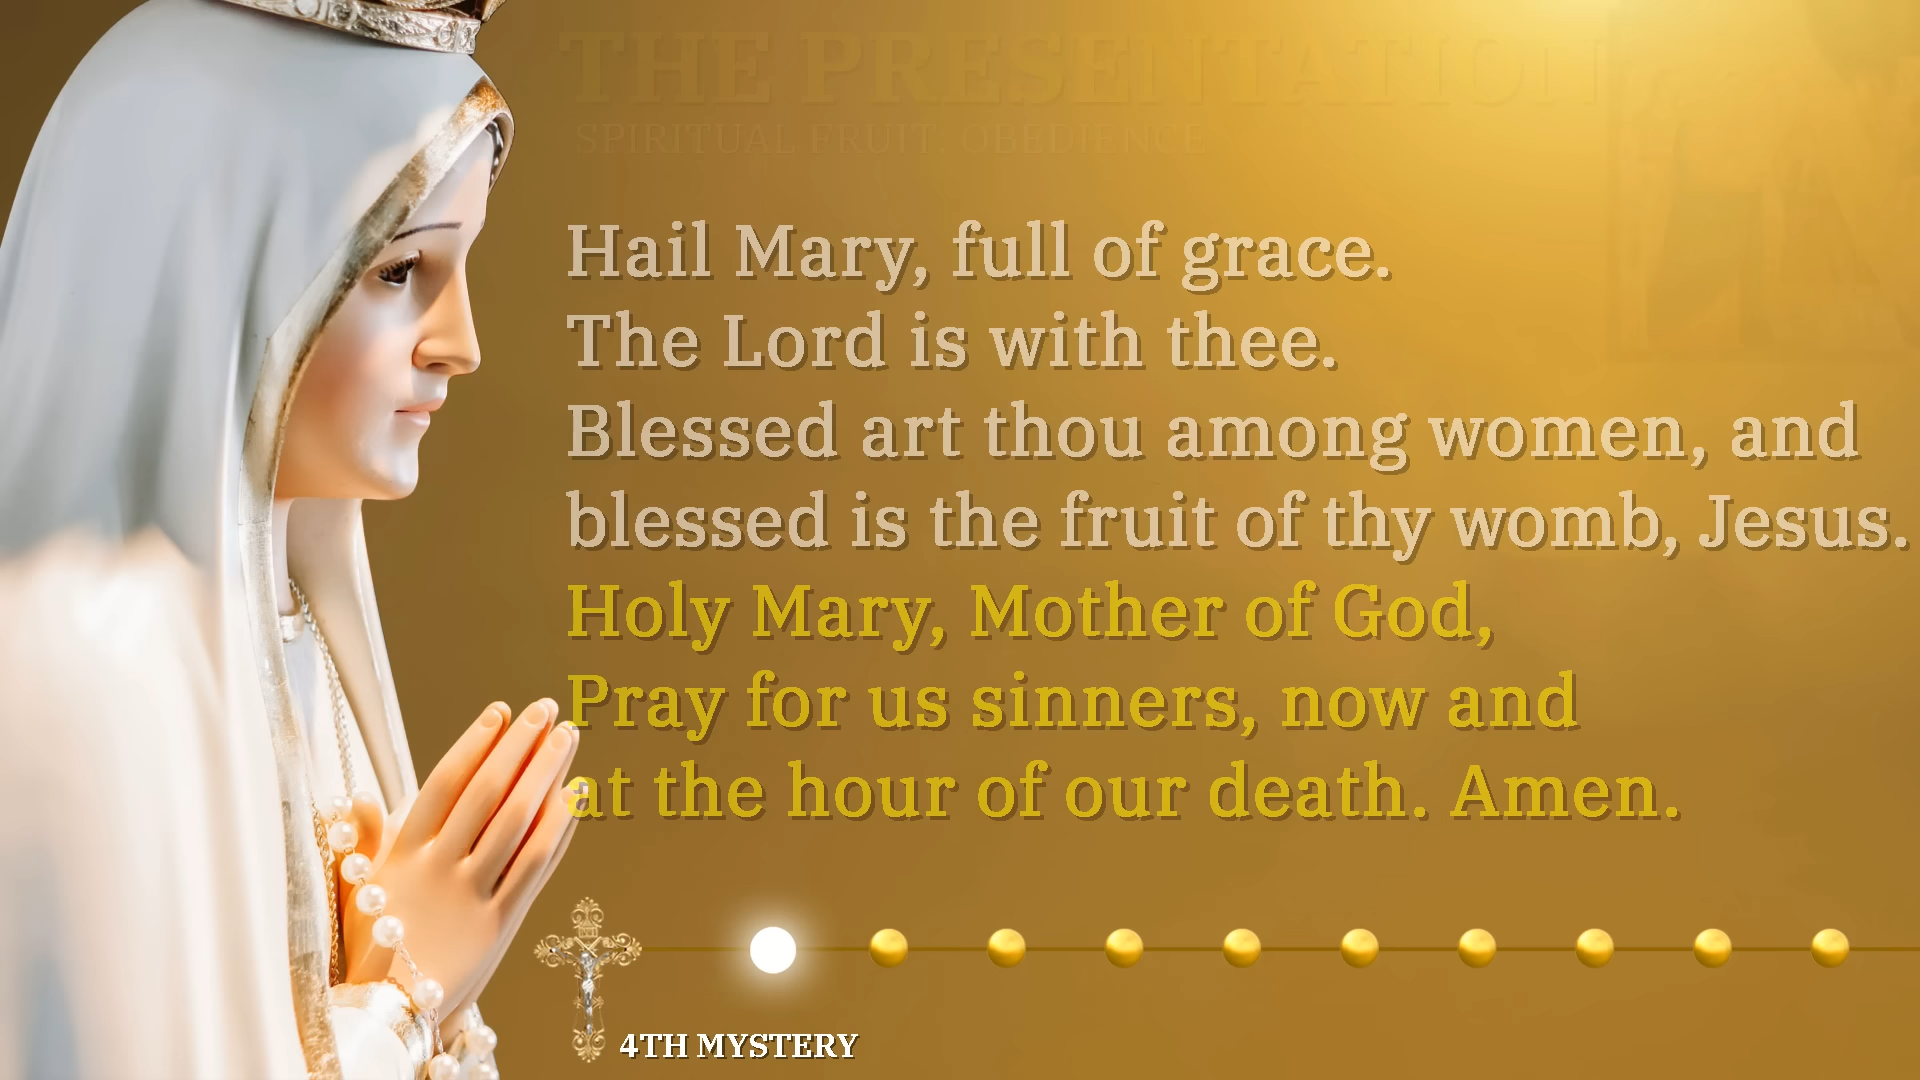 THE PRESENTATION
SPIRITUAL FRUIT: OBEDIENCE
Hail Mary, full of grace.
The Lord is with thee.
Blessed art thou among women, and
blessed is the fruit of thy womb, Jesus.
Holy Mary, Mother of God,
Pray for us sinners, now and
at the hour of our death. Amen.
4TH MYSTERY